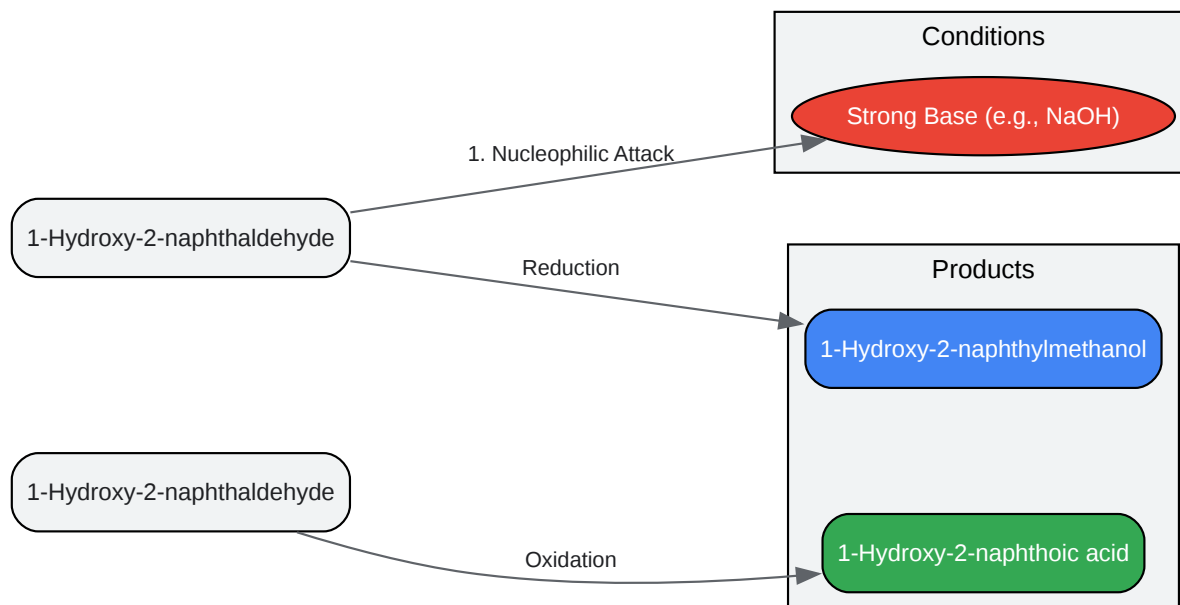 Conditions
Strong Base (e.g., NaOH)
1. Nucleophilic Attack
1-Hydroxy-2-naphthaldehyde
Reduction
Products
1-Hydroxy-2-naphthylmethanol
1-Hydroxy-2-naphthaldehyde
Oxidation
1-Hydroxy-2-naphthoic acid